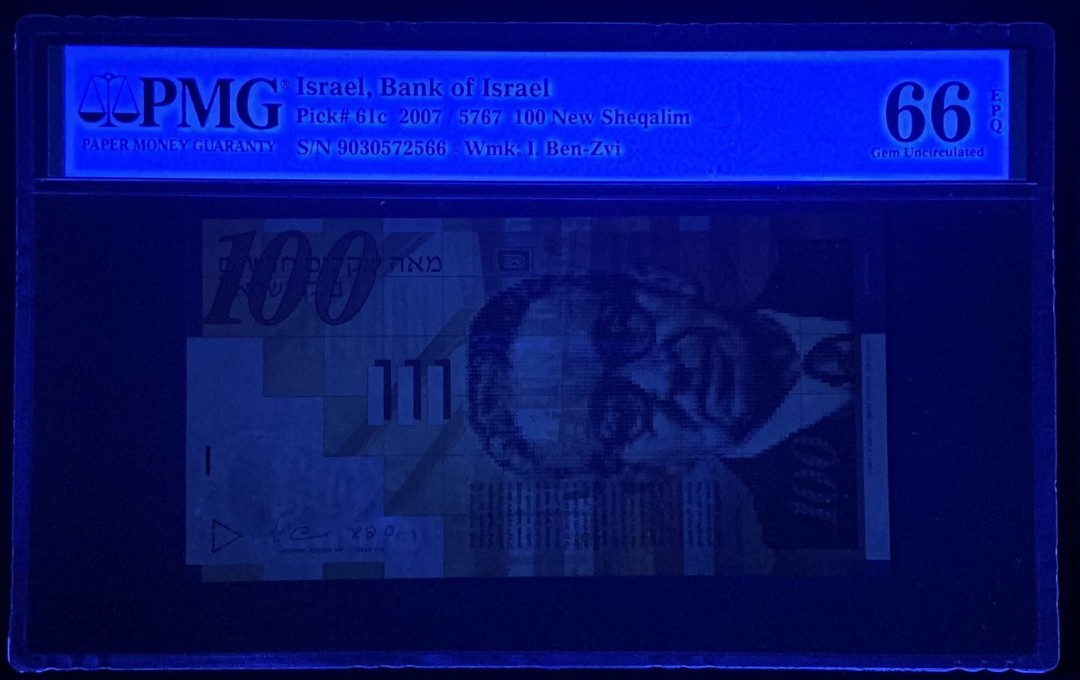 PMG®
PAPER MONEY GUARANTY
Israel, Bank of Israel
Pick# 61c 2007 / 5767 100 New Sheqalim
S/N 9030572566 - Wmk: I. Ben-Zvi
66
EPQ
Gem Uncirculated
100
מאה שקלים חדשים
100